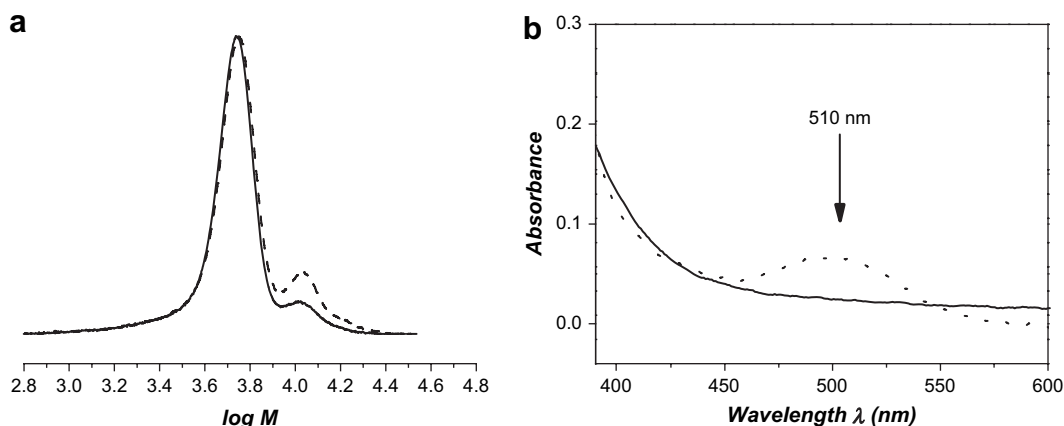 a
2.8 3.0 3.2 3.4 3.6 3.8 4.0 4.2 4.4 4.6 4.8
log M
b
0.3
0.2
0.1
0.0
Absorbance
510 nm
400 450 500 550 600
Wavelength λ (nm)